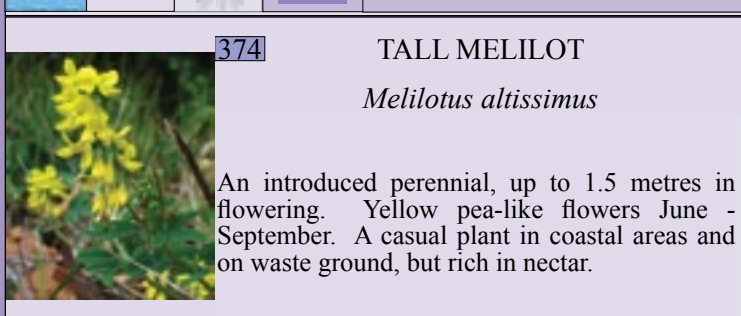 374 TALL MELILOT
Melilotus altissimus
An introduced perennial, up to 1.5 metres in
flowering. Yellow pea-like flowers June -
September. A casual plant in coastal areas and
on waste ground, but rich in nectar.